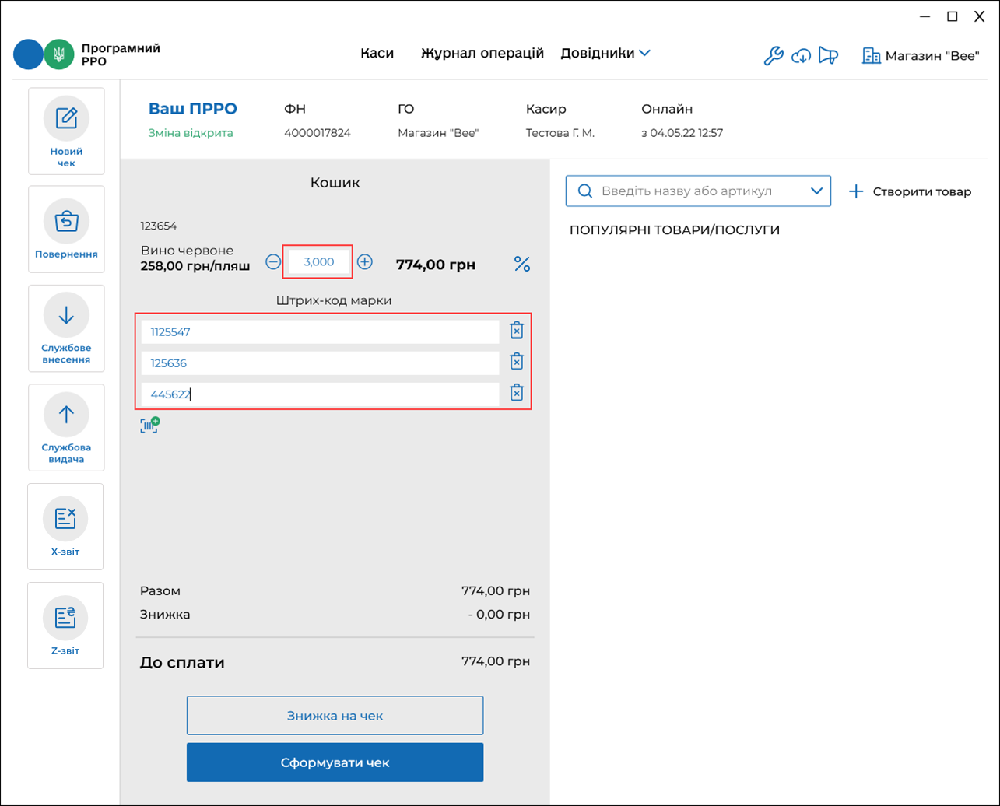 Програмний
РРО
Каси
Журнал операцій
Довідники
Магазин "Bee"
Новий
чек
Повернення
Службове
внесення
Службова
видача
X-звіт
Z-звіт
Ваш ПРРО
Зміна відкрита
ФН
4000017824
ГО
Магазин "Bee"
Касир
Тестова Г. М.
Онлайн
з 04.05.22 12:57
Кошик
123654
Вино червоне
258,00 грн/пляш
3,000
774,00 грн
%
Штрих-код марки
1125547
125636
445622
Разом
774,00 грн
Знижка
- 0,00 грн
До сплати
774,00 грн
Знижка на чек
Сформувати чек
Введіть назву або артикул
Створити товар
ПОПУЛЯРНІ ТОВАРИ/ПОСЛУГИ